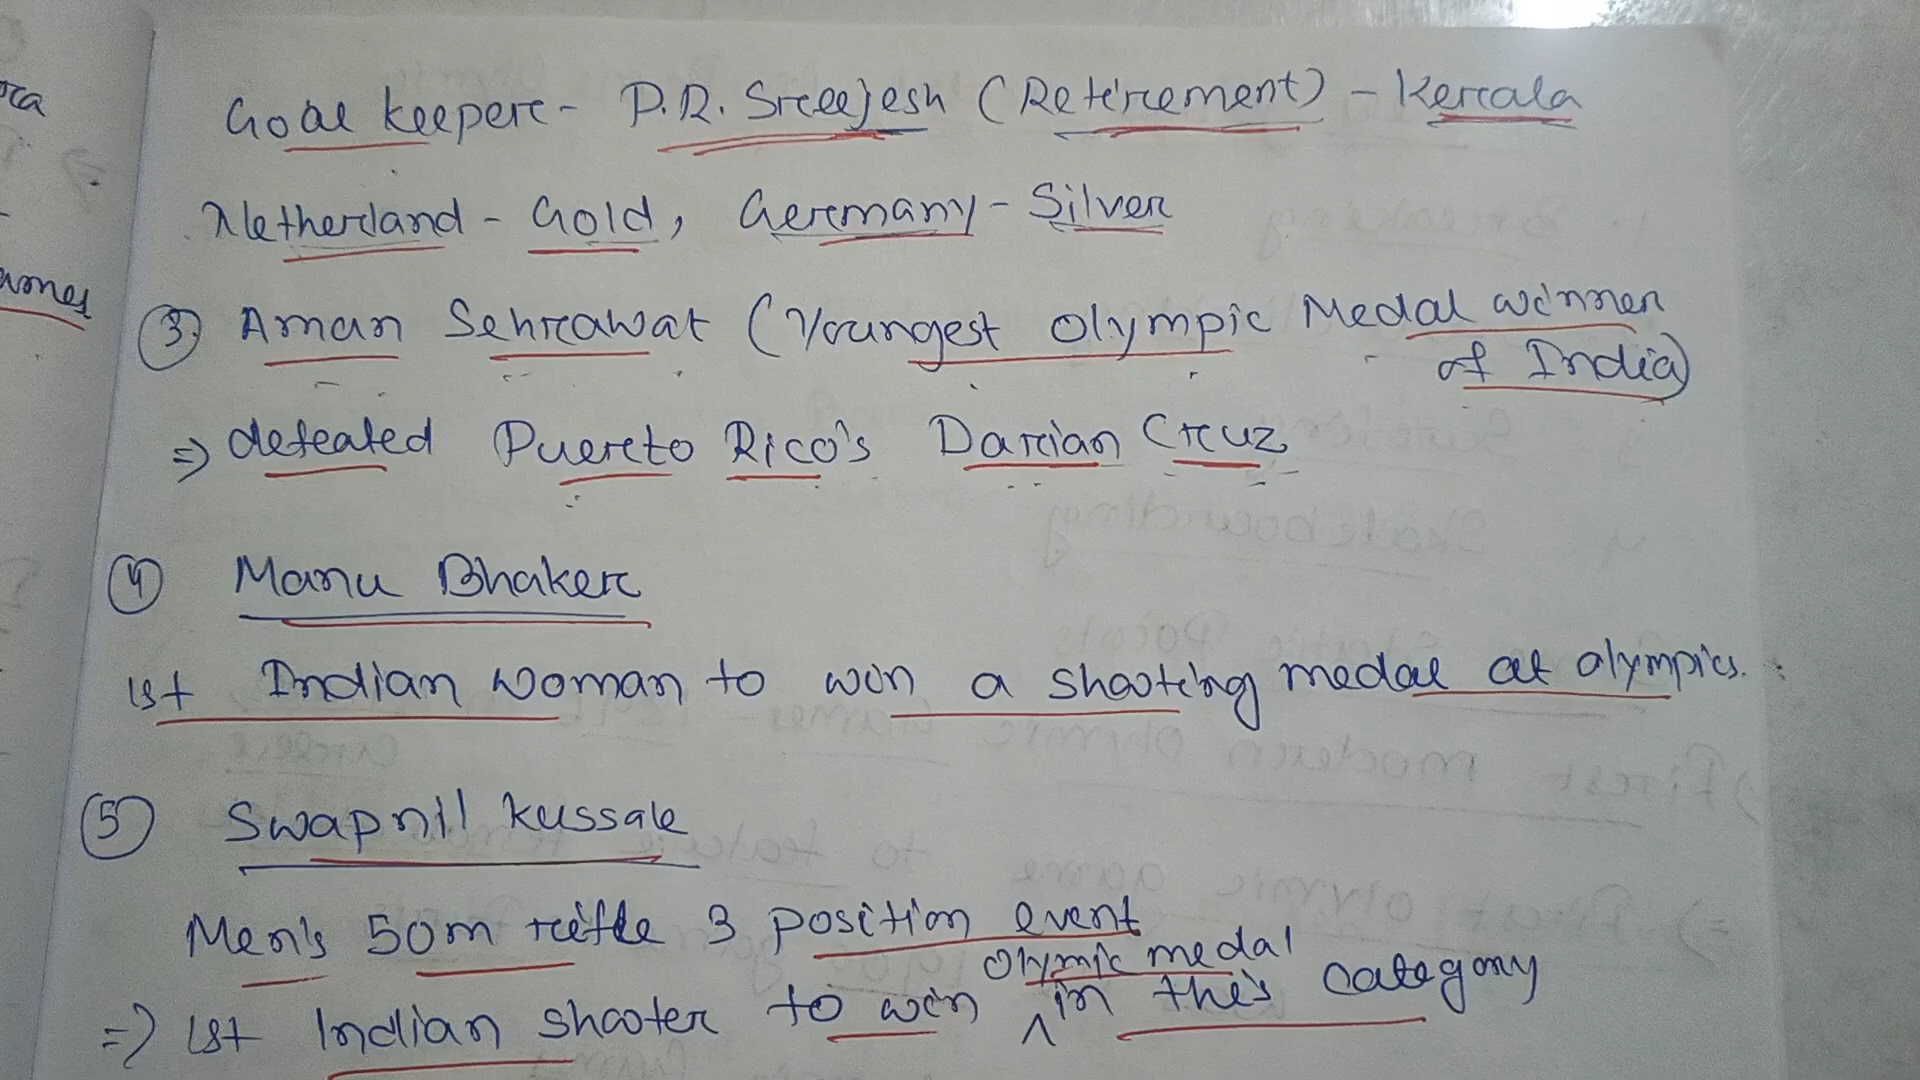 Goal keeper - P.R. Sreejesh (Retirement) - Kerala
Netherland - Gold, Germany - Silver
③ Aman Sehrawat (Youngest Olympic Medal winner
of India)
⇒ defeated Puerto Rico's Darian Cruz
④ Manu Bhaker
1st Indian woman to win a shooting medal at olympics.
⑤ Swapnil kussale
Men's 50m rifle 3 position event
olymic medal
⇒ 1st Indian shooter to win ^ in this category